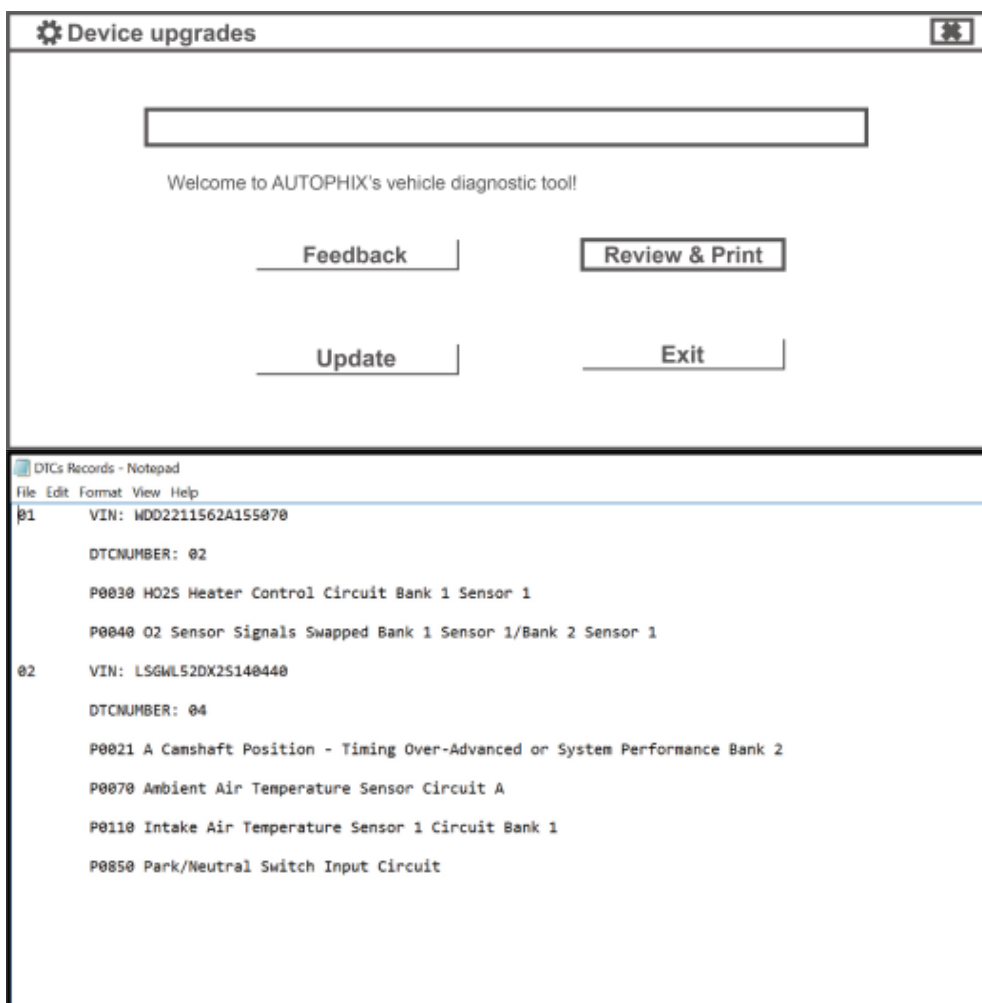 Device upgrades
Welcome to AUTOPHIX's vehicle diagnostic tool!
Feedback
Review & Print
Update
Exit
DTCs Records - Notepad
File Edit Format View Help
01 VIN: WDD2211562A155070
DTCNUMBER: 02
P0030 HO2S Heater Control Circuit Bank 1 Sensor 1
P0040 O2 Sensor Signals Swapped Bank 1 Sensor 1/Bank 2 Sensor 1
02 VIN: LSGWL52DX2S140440
DTCNUMBER: 04
P0021 A Camshaft Position - Timing Over-Advanced or System Performance Bank 2
P0070 Ambient Air Temperature Sensor Circuit A
P0110 Intake Air Temperature Sensor 1 Circuit Bank 1
P0850 Park/Neutral Switch Input Circuit